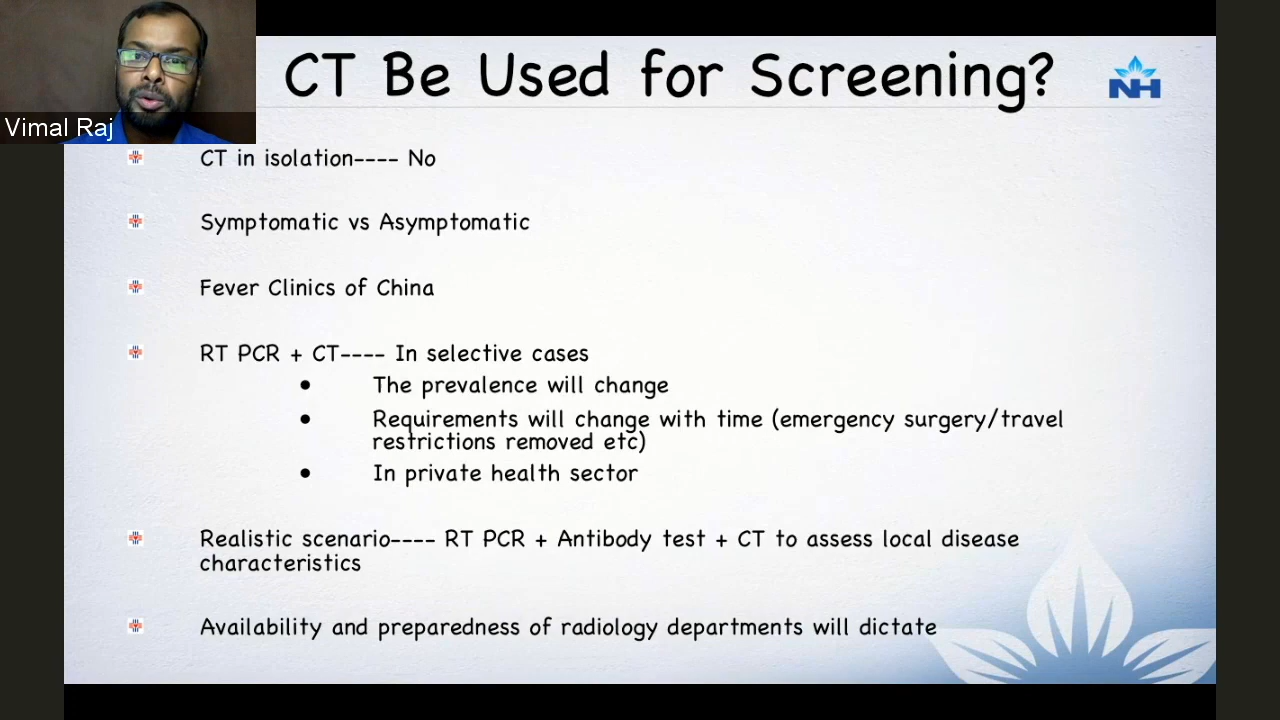 CT Be Used for Screening?
NH
Vimal Raj
CT in isolation---- No
Symptomatic vs Asymptomatic
Fever Clinics of China
RT PCR + CT---- In selective cases
The prevalence will change
Requirements will change with time (emergency surgery/travel
restrictions removed etc)
In private health sector
Realistic scenario---- RT PCR + Antibody test + CT to assess local disease
characteristics
Availability and preparedness of radiology departments will dictate